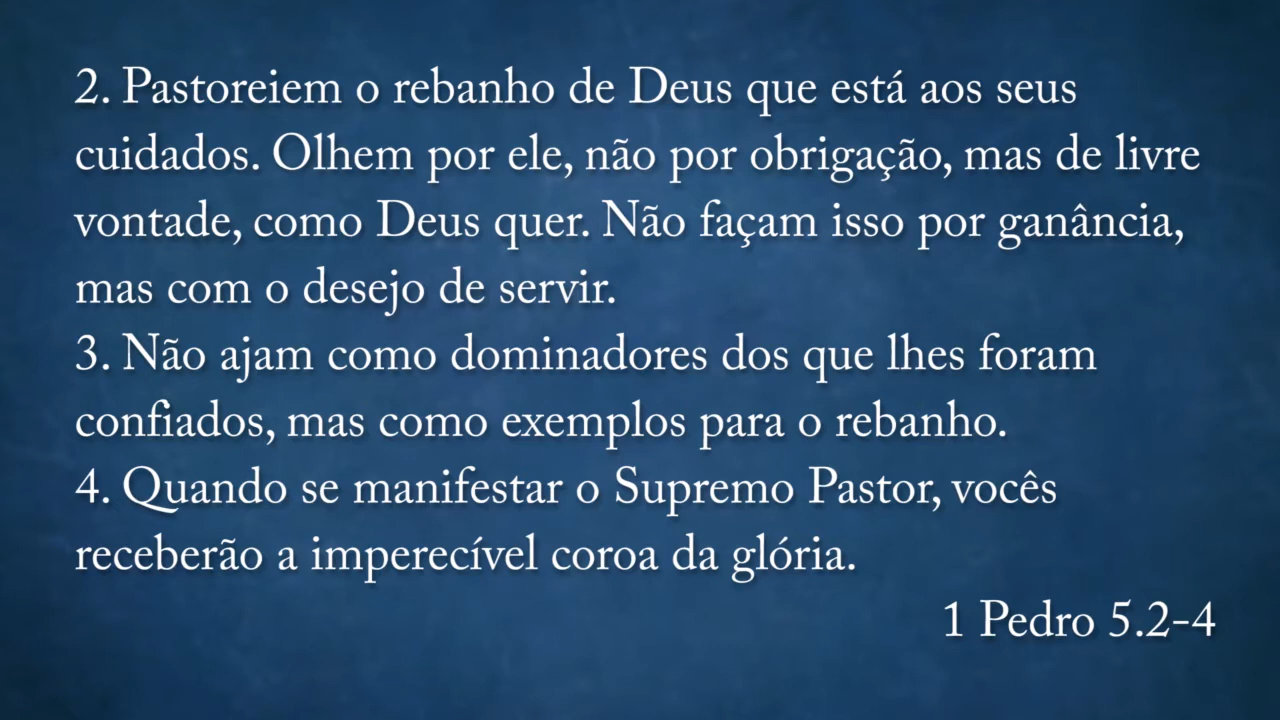 2. Pastoreiem o rebanho de Deus que está aos seus
cuidados. Olhem por ele, não por obrigação, mas de livre
vontade, como Deus quer. Não façam isso por ganância,
mas com o desejo de servir.
3. Não ajam como dominadores dos que lhes foram
confiados, mas como exemplos para o rebanho.
4. Quando se manifestar o Supremo Pastor, vocês
receberão a imperecível coroa da glória.
1 Pedro 5.2-4